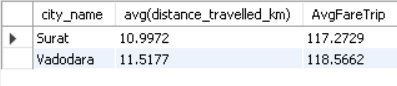 city_name avg(distance_travelled_km) AvgFareTrip
Surat 10.9972 117.2729
Vadodara 11.5177 118.5662